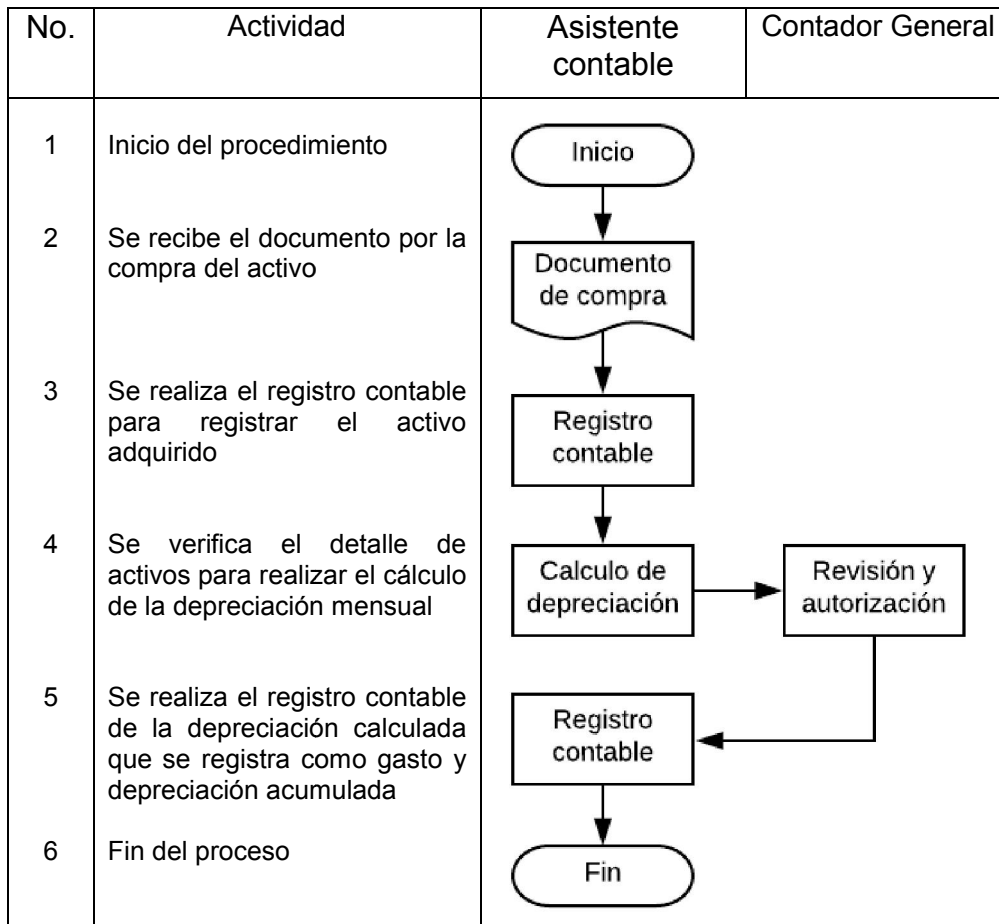 No.
Actividad
Asistente
contable
Contador General
1
Inicio del procedimiento
Inicio
2
Se recibe el documento por la
compra del activo
Documento
de compra
3
Se realiza el registro contable
para registrar el activo
adquirido
Registro
contable
4
Se verifica el detalle de
activos para realizar el cálculo
de la depreciación mensual
Calculo de
depreciación
Revisión y
autorización
5
Se realiza el registro contable
de la depreciación calculada
que se registra como gasto y
depreciación acumulada
Registro
contable
6
Fin del proceso
Fin